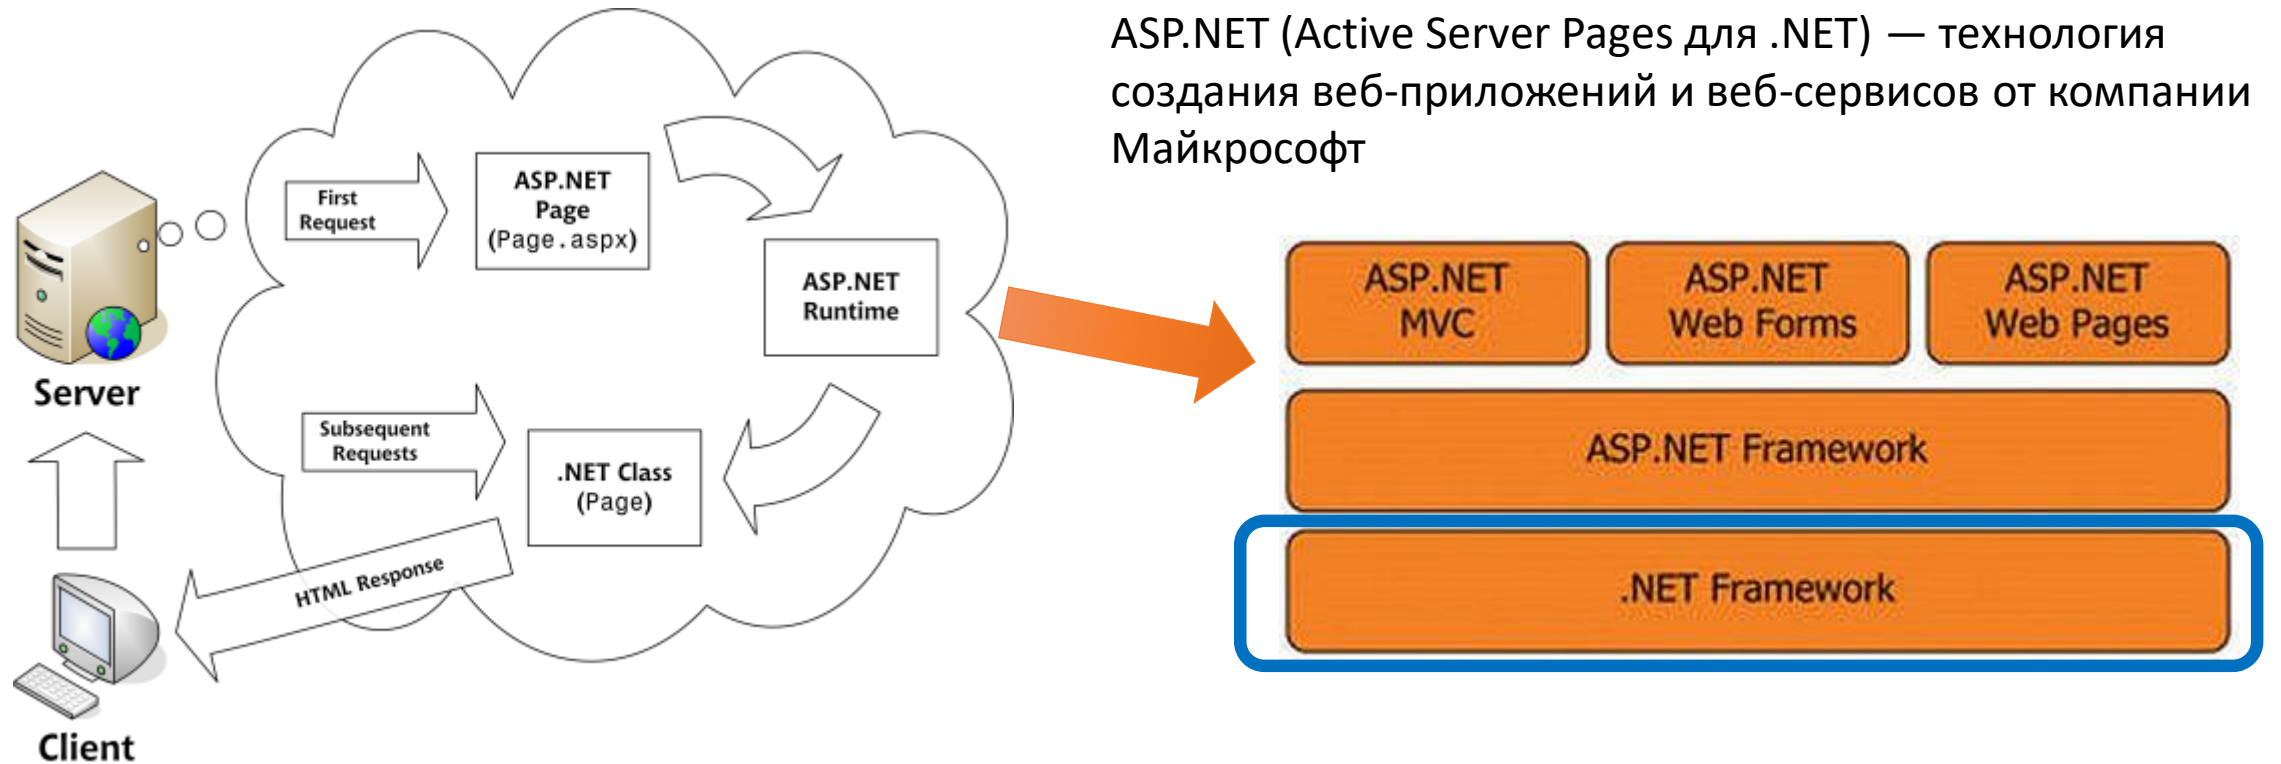 ASP.NET (Active Server Pages для .NET) — технология
создания веб-приложений и веб-сервисов от компании
Майкрософт
First
Request
ASP.NET
Page
(Page.aspx)
ASP.NET
Runtime
Server
Subsequent
Requests
.NET Class
(Page)
HTML Response
Client
ASP.NET
MVC
ASP.NET
Web Forms
ASP.NET
Web Pages
ASP.NET Framework
.NET Framework